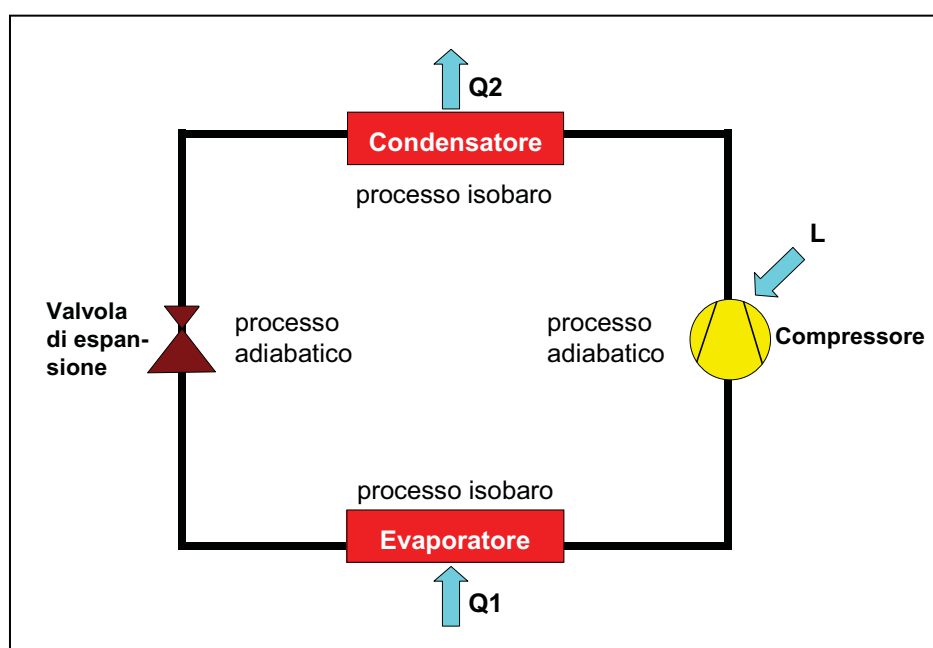 Q2
Condensatore
processo isobaro
L
Valvola
di espan-
sione
processo
adiabatico
processo
adiabatico
Compressore
processo isobaro
Evaporatore
Q1